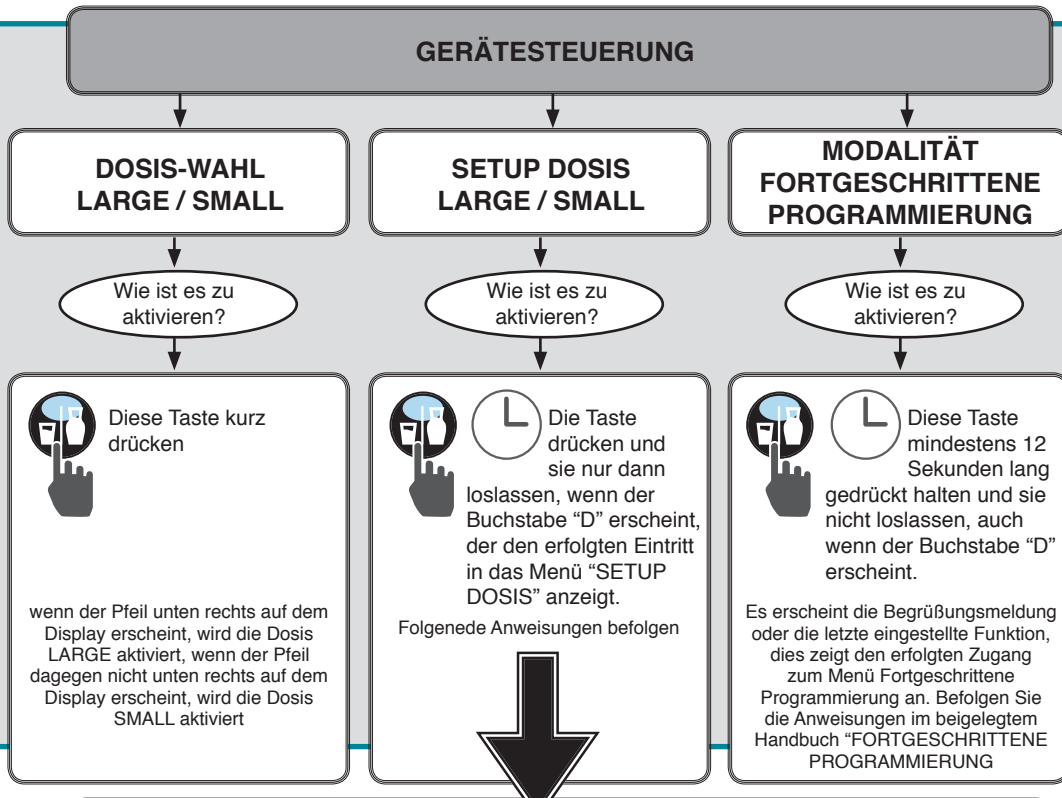 GERÄTESTEUERUNG
DOSIS-WAHL
LARGE / SMALL
Wie ist es zu
aktivieren?
Diese Taste kurz
drücken
wenn der Pfeil unten rechts auf dem
Display erscheint, wird die Dosis
LARGE aktiviert, wenn der Pfeil
dagegen nicht unten rechts auf dem
Display erscheint, wird die Dosis
SMALL aktiviert
SETUP DOSIS
LARGE / SMALL
Wie ist es zu
aktivieren?
Die Taste
drücken und
sie nur dann
loslassen, wenn der
Buchstabe “D” erscheint,
der den erfolgten Eintritt
in das Menü “SETUP
DOSIS” anzeigt.
Folgenede Anweisungen befolgen
MODALITÄT
FORTGESCHRITTENE
PROGRAMMIERUNG
Wie ist es zu
aktivieren?
Diese Taste
mindestens 12
Sekunden lang
gedrückt halten und sie
nicht loslassen, auch
wenn der Buchstabe “D”
erscheint.
Es erscheint die Begrüßungsmeldung
oder die letzte eingestellte Funktion,
dies zeigt den erfolgten Zugang
zum Menü Fortgeschrittene
Programmierung an. Befolgen Sie
die Anweisungen im beigelegtem
Handbuch “FORTGESCHRITTENE
PROGRAMMIERUNG